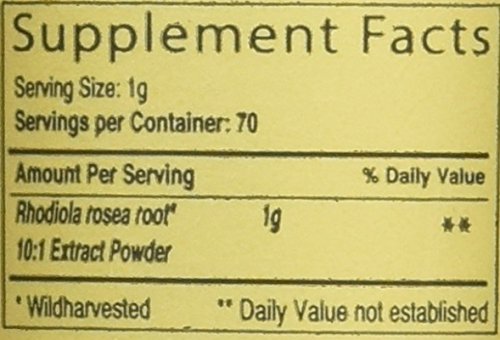 Supplement Facts
Serving Size: 1g
Servings per Container: 70
Amount Per Serving % Daily Value
Rhodiola rosea root* 1g **
10:1 Extract Powder
* Wildharvested ** Daily Value not established